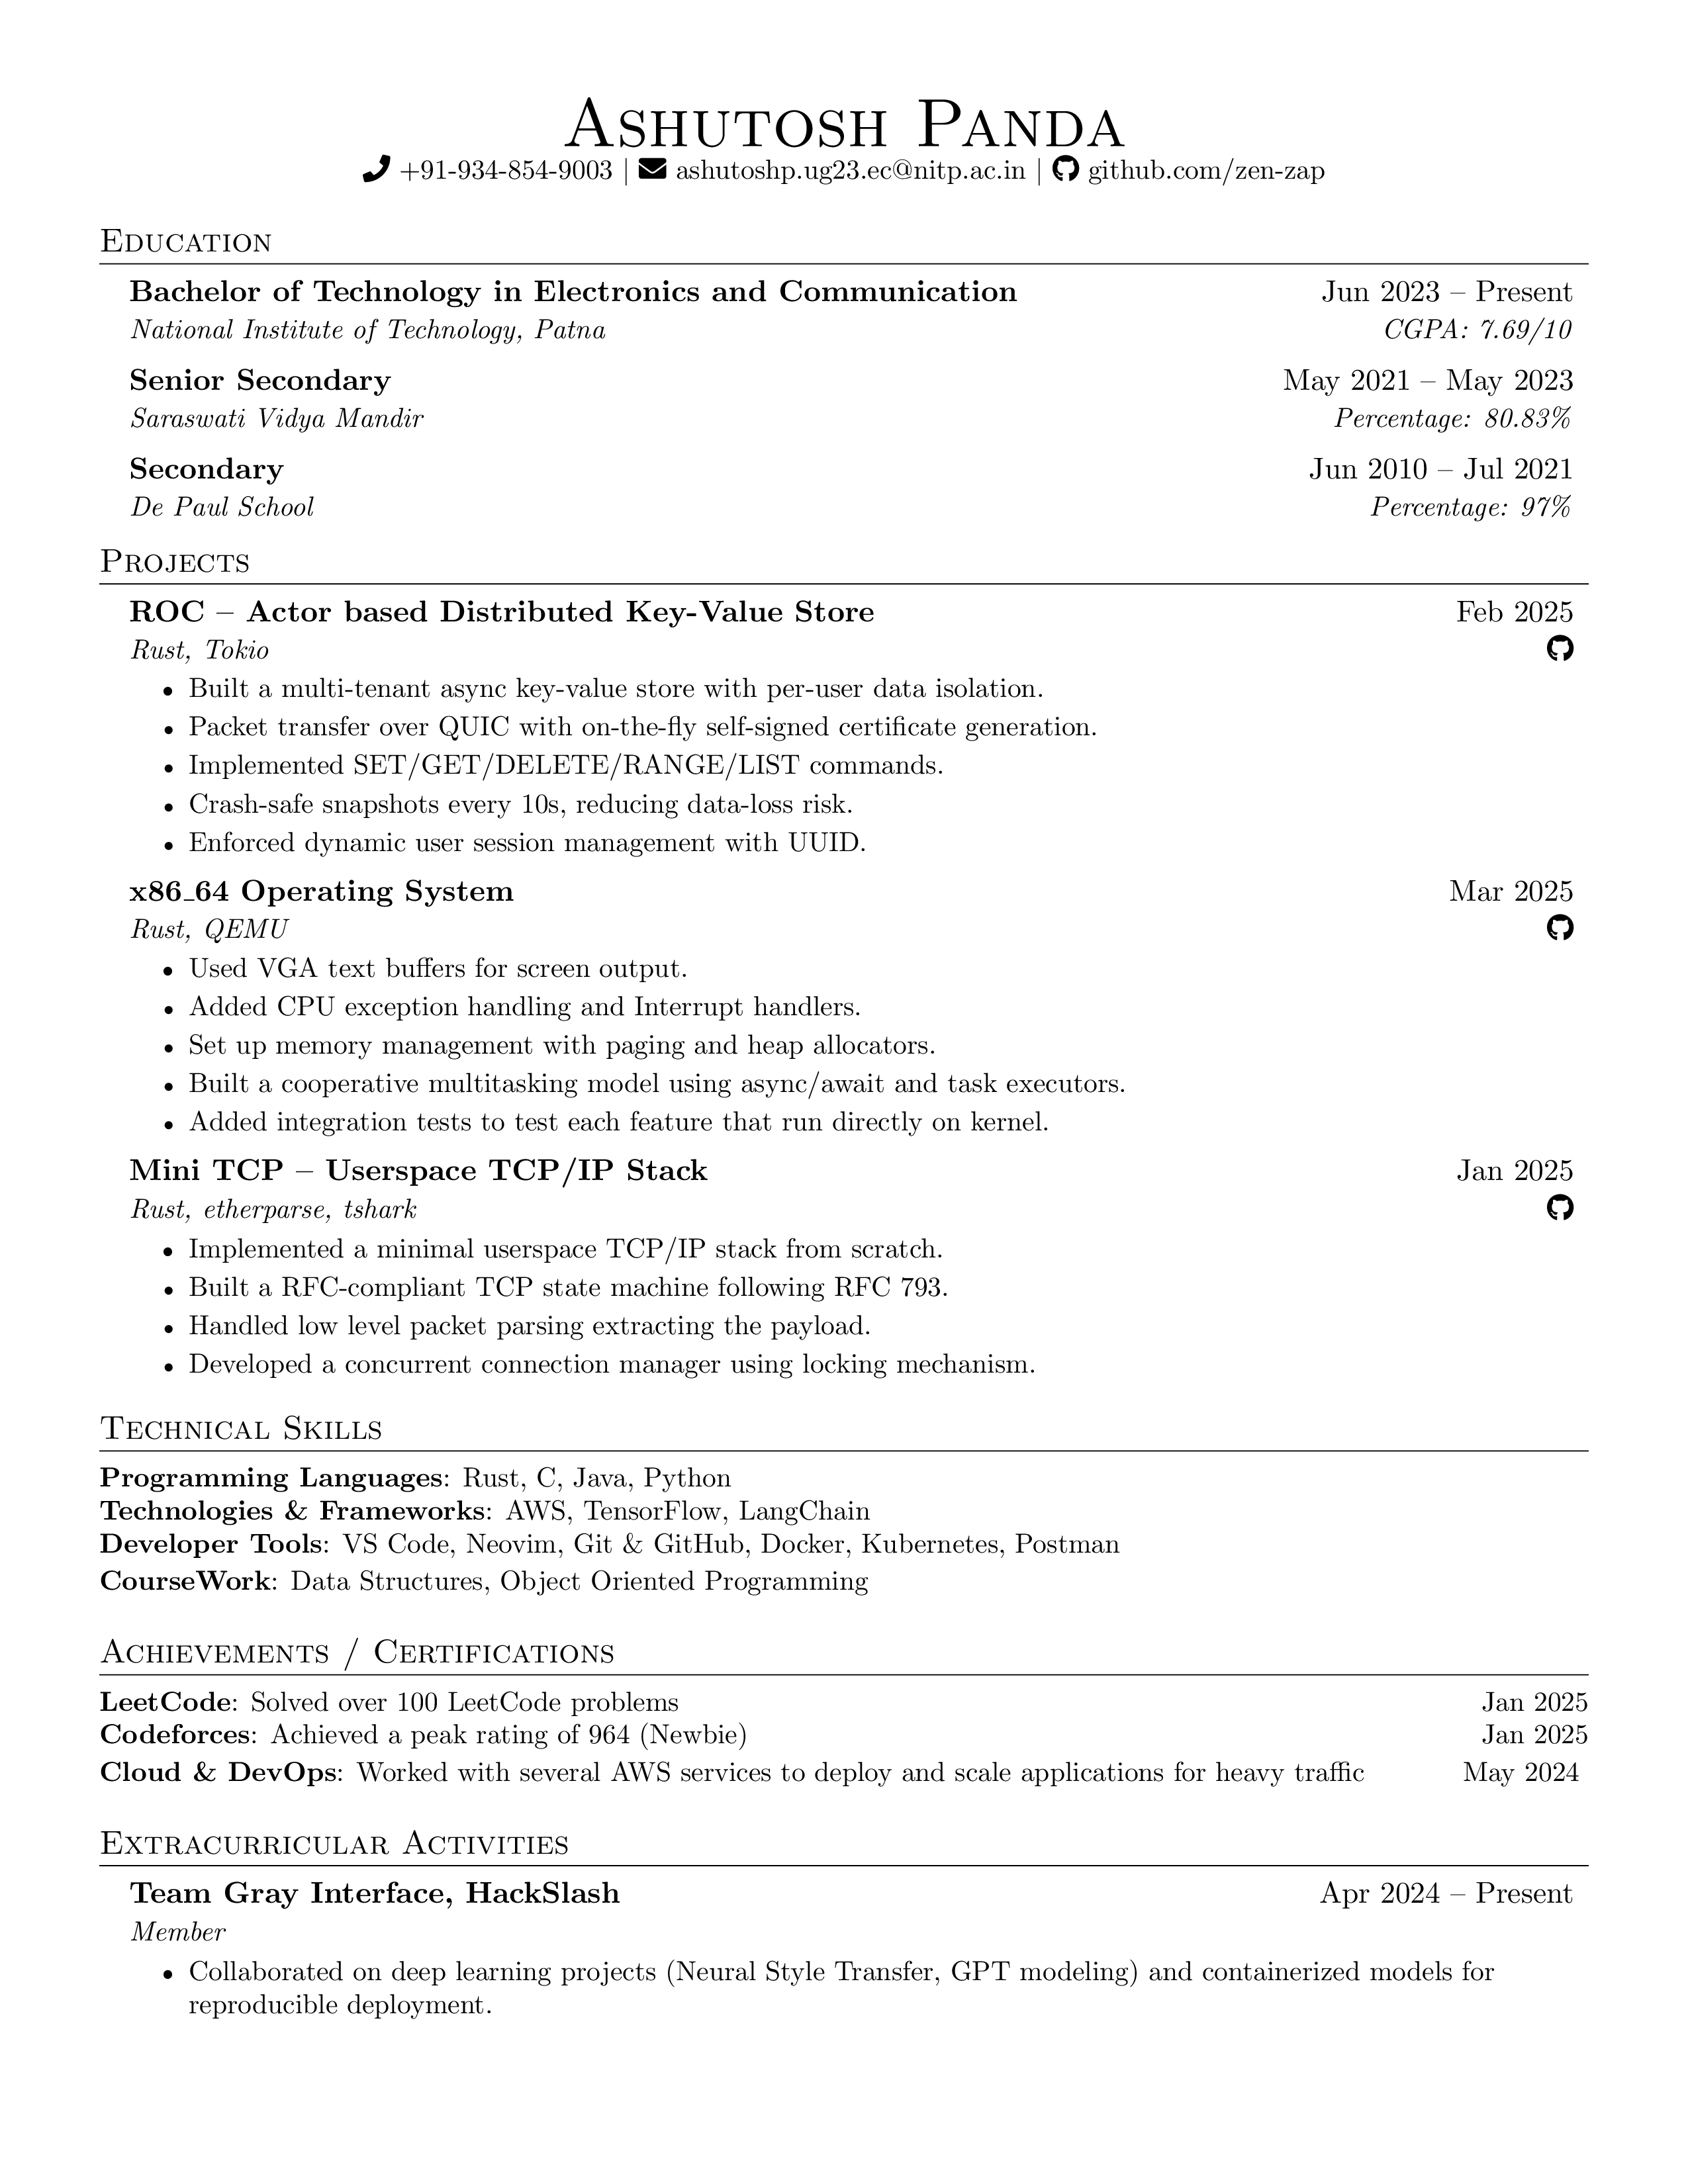 Ashutosh Panda
+91-934-854-9003 | ashutoshp.ug23.ec@nitp.ac.in | github.com/zen-zap
Education
Bachelor of Technology in Electronics and Communication Jun 2023 – Present
National Institute of Technology, Patna CGPA: 7.69/10
Senior Secondary May 2021 – May 2023
Saraswati Vidya Mandir Percentage: 80.83%
Secondary Jun 2010 – Jul 2021
De Paul School Percentage: 97%
Projects
ROC – Actor based Distributed Key-Value Store Feb 2025
Rust, Tokio
• Built a multi-tenant async key-value store with per-user data isolation.
• Packet transfer over QUIC with on-the-fly self-signed certificate generation.
• Implemented SET/GET/DELETE/RANGE/LIST commands.
• Crash-safe snapshots every 10s, reducing data-loss risk.
• Enforced dynamic user session management with UUID.
x86_64 Operating System Mar 2025
Rust, QEMU
• Used VGA text buffers for screen output.
• Added CPU exception handling and Interrupt handlers.
• Set up memory management with paging and heap allocators.
• Built a cooperative multitasking model using async/await and task executors.
• Added integration tests to test each feature that run directly on kernel.
Mini TCP – Userspace TCP/IP Stack Jan 2025
Rust, etherparse, tshark
• Implemented a minimal userspace TCP/IP stack from scratch.
• Built a RFC-compliant TCP state machine following RFC 793.
• Handled low level packet parsing extracting the payload.
• Developed a concurrent connection manager using locking mechanism.
Technical Skills
Programming Languages: Rust, C, Java, Python
Technologies & Frameworks: AWS, TensorFlow, LangChain
Developer Tools: VS Code, Neovim, Git & GitHub, Docker, Kubernetes, Postman
CourseWork: Data Structures, Object Oriented Programming
Achievements / Certifications
LeetCode: Solved over 100 LeetCode problems Jan 2025
Codeforces: Achieved a peak rating of 964 (Newbie) Jan 2025
Cloud & DevOps: Worked with several AWS services to deploy and scale applications for heavy traffic May 2024
Extracurricular Activities
Team Gray Interface, HackSlash Apr 2024 – Present
Member
• Collaborated on deep learning projects (Neural Style Transfer, GPT modeling) and containerized models for
reproducible deployment.